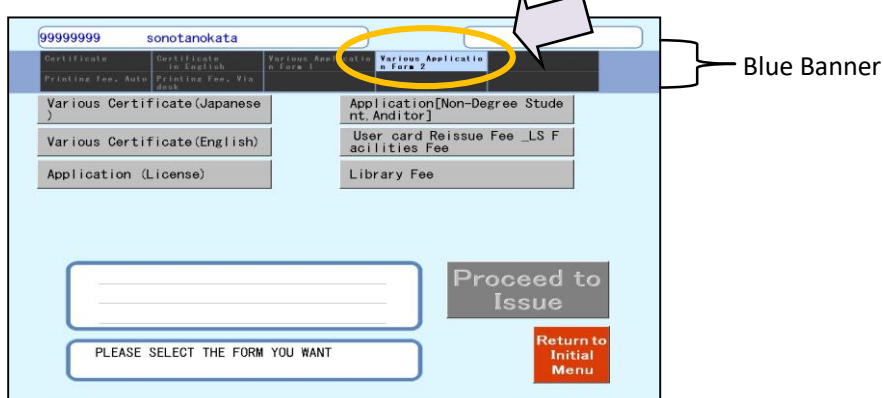 99999999 sonotanokata
Certificate
Certificate
in English
Various Applicatio
n Form 1
Various Applicatio
n Form 2
Printing fee, Auto
Printing Fee, Via
desk
Blue Banner
Various Certificate(Japanese
)
Application[Non-Degree Stude
nt,Anditor]
Various Certificate(English)
User card Reissue Fee _LS F
acilities Fee
Application (License)
Library Fee
Proceed to
Issue
PLEASE SELECT THE FORM YOU WANT
Return to
Initial
Menu